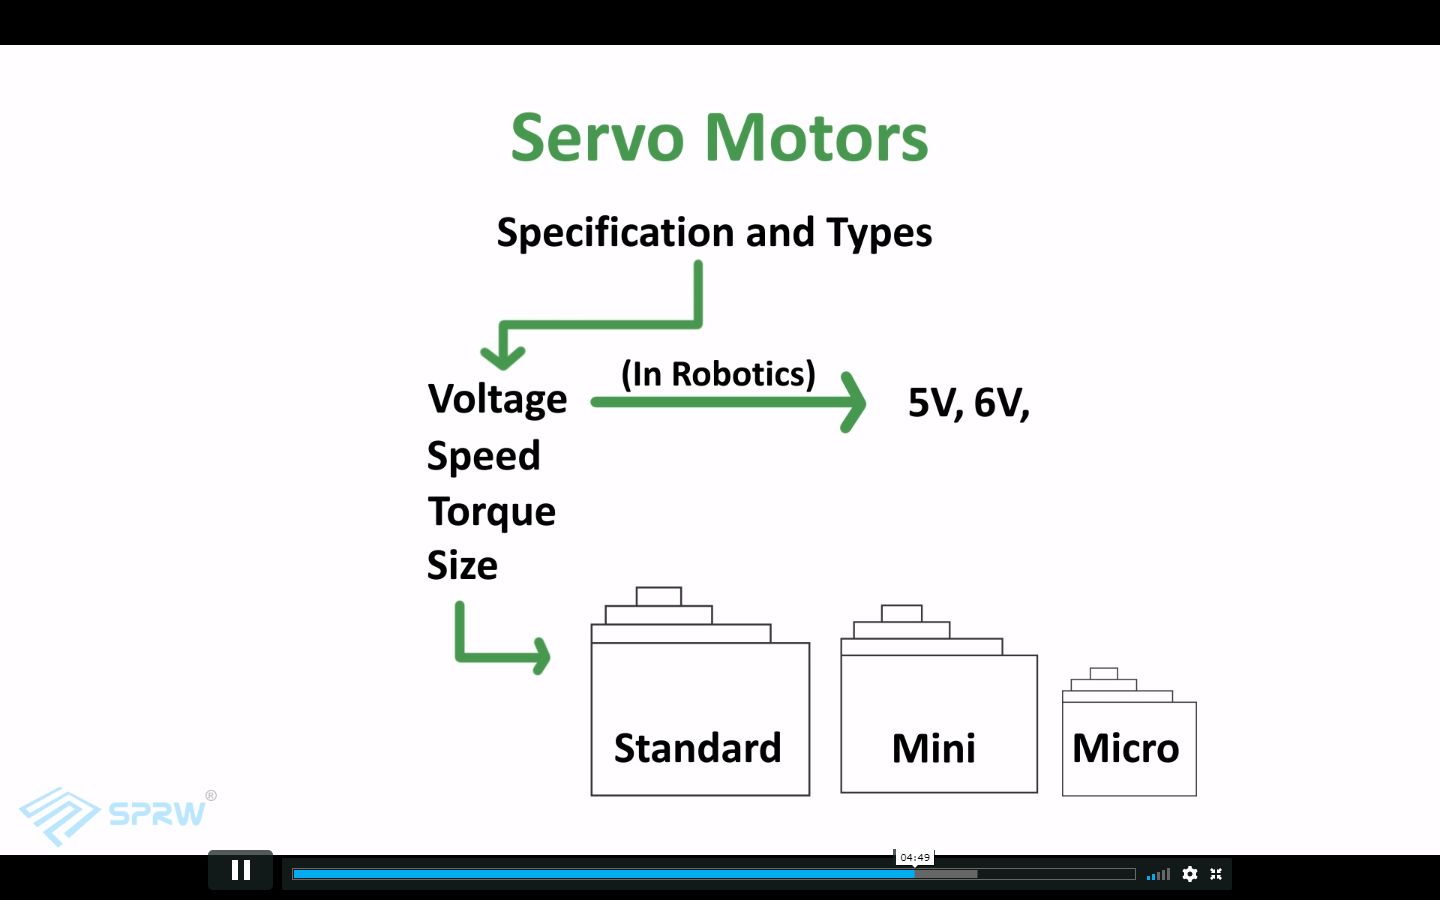 Servo Motors
Specification and Types
(In Robotics)
Voltage
5V, 6V,
Speed
Torque
Size
Standard
Mini
Micro
SPRW®
04:49